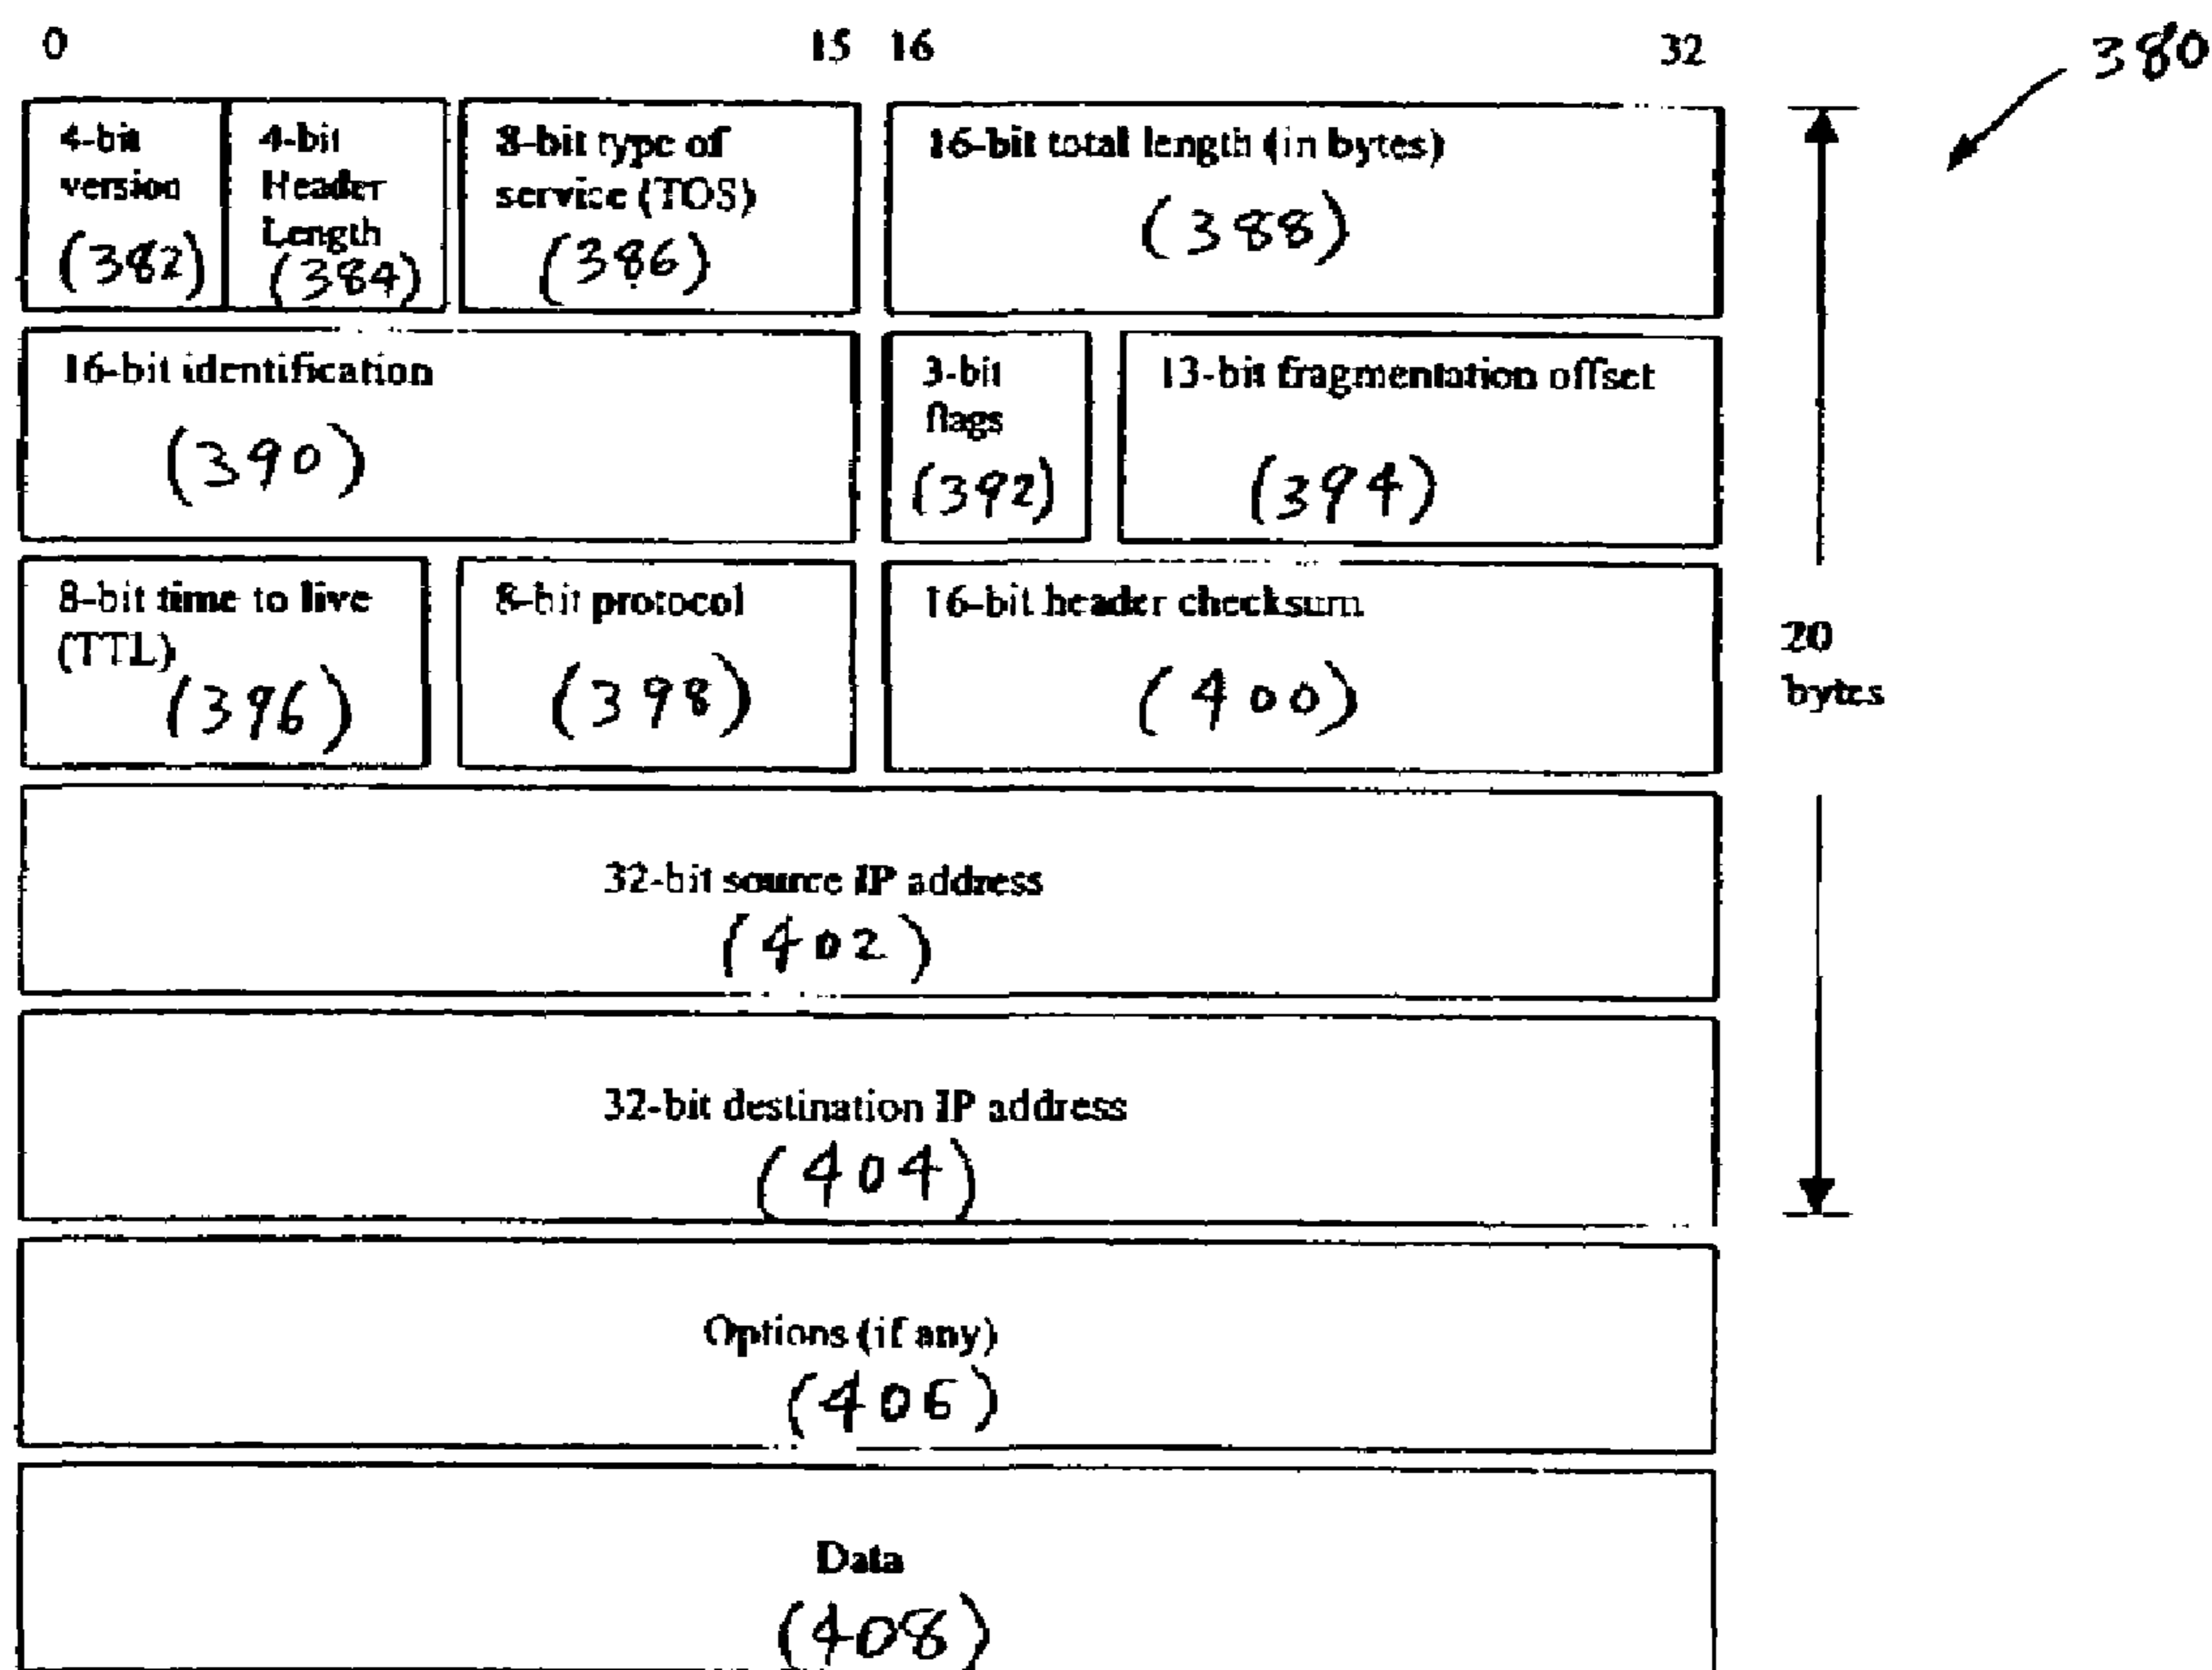 0 15 16 32
380
4-bit
version
(382)
4-bit
Header
Length
(384)
8-bit type of
service (TOS)
(386)
16-bit total length (in bytes)
(388)
16-bit identification
(390)
3-bit
flags
(392)
13-bit fragmentation offset
(394)
8-bit time to live
(TTL)
(396)
8-bit protocol
(398)
16-bit header checksum
(400)
20
bytes
32-bit source IP address
(402)
32-bit destination IP address
(404)
Options (if any)
(406)
Data
(408)